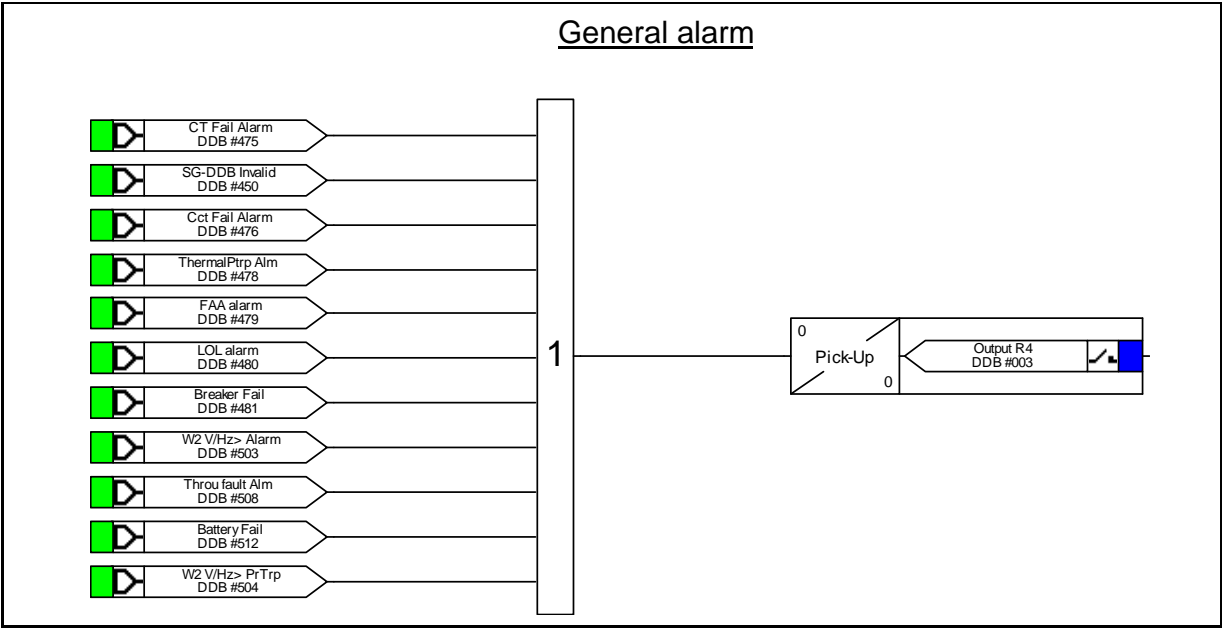 General alarm
CT Fail Alarm
DDB #475
SG-DDB Invalid
DDB #450
Cct Fail Alarm
DDB #476
ThermalPtrp Alm
DDB #478
FAA alarm
DDB #479
LOL alarm
DDB #480
Breaker Fail
DDB #481
W2 V/Hz> Alarm
DDB #503
Throu fault Alm
DDB #508
Battery Fail
DDB #512
W2 V/Hz> PrTrp
DDB #504
1
0
Pick-Up
0
Output R4
DDB #003